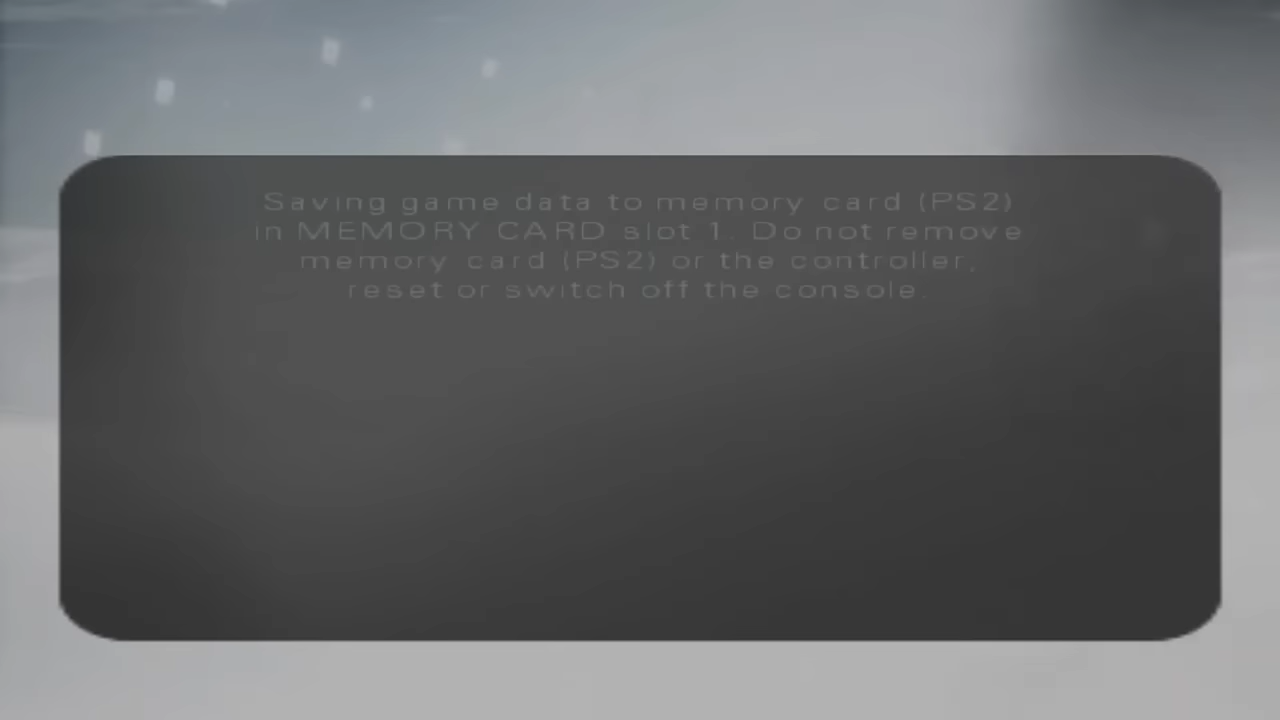 Saving game data to memory card (PS2)
in MEMORY CARD slot 1. Do not remove
memory card (PS2) or the controller,
reset or switch off the console.